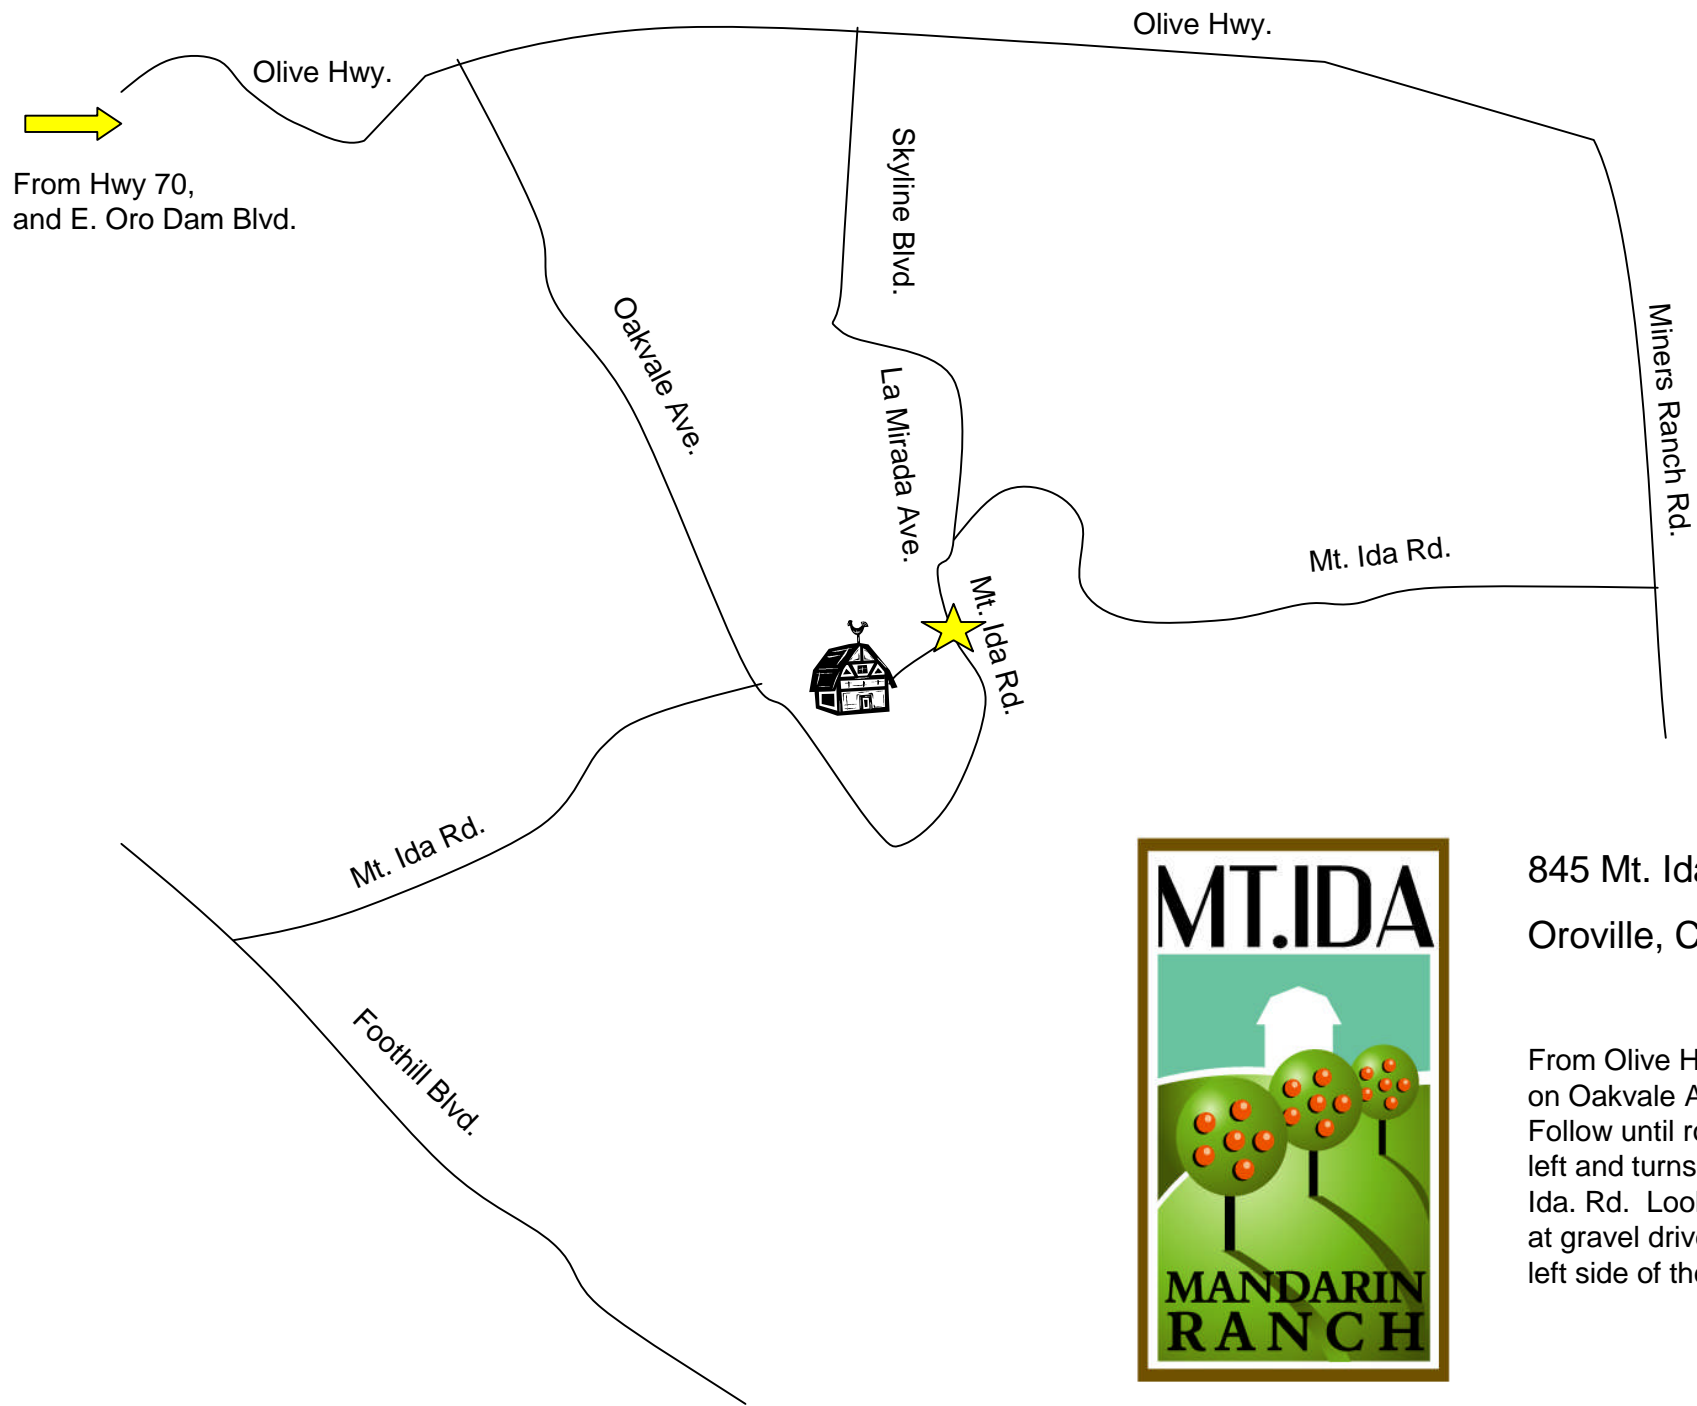 Olive Hwy.
Olive Hwy.
From Hwy 70,
and E. Oro Dam Blvd.
Skyline Blvd.
Oakvale Ave.
La Mirada Ave.
Miners Ranch Rd.
Mt. Ida Rd.
Mt. Ida Rd.
Mt. Ida Rd.
Foothill Blvd.
MT.IDA
MANDARIN
RANCH
845 Mt. Ida
Oroville, C
From Olive H
on Oakvale A
Follow until ro
left and turns
Ida. Rd. Loo
at gravel driv
left side of the